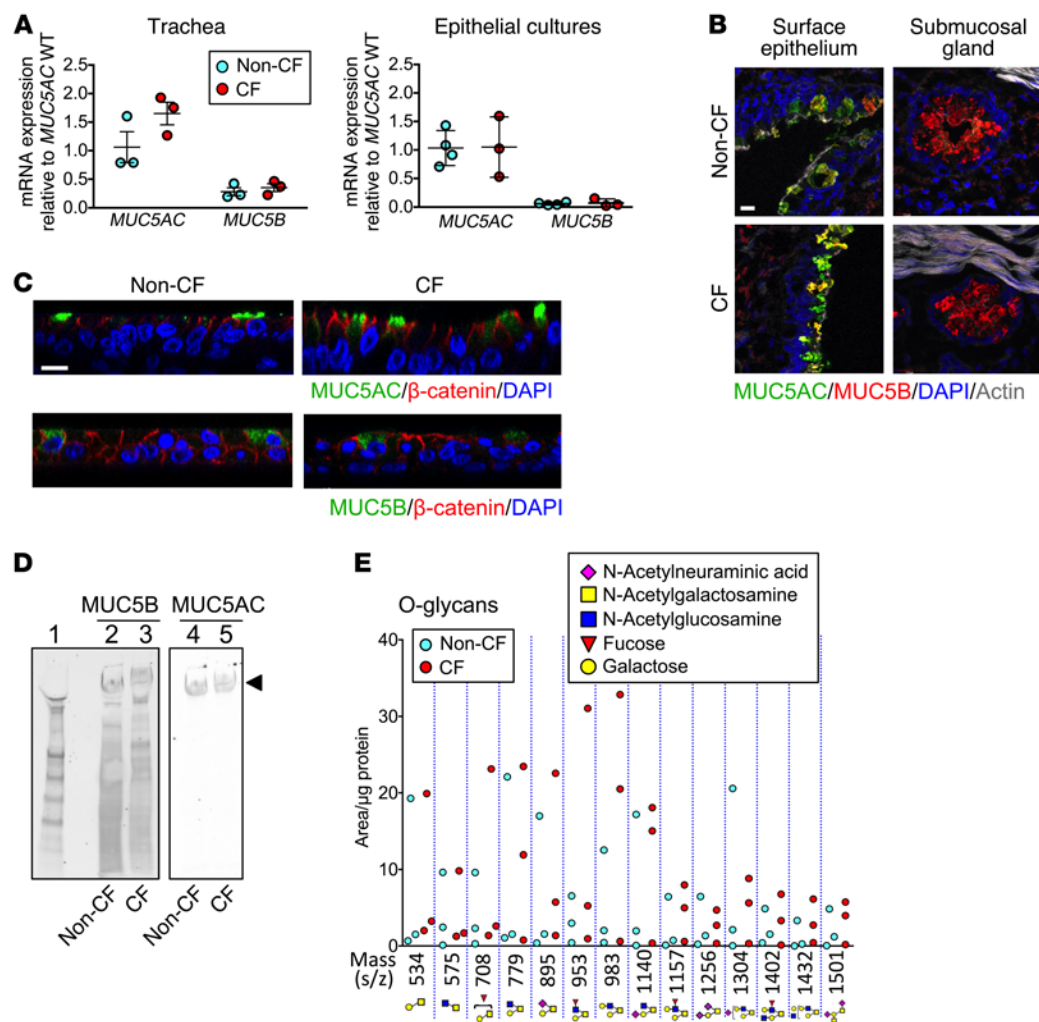 A
Trachea
Epithelial cultures
mRNA expression
relative to MUC5AC WT
2.5
2.0
1.5
1.0
0.5
0.0
Non-CF
CF
MUC5AC
MUC5B
mRNA expression
relative to MUC5AC WT
2.5
2.0
1.5
1.0
0.5
0.0
MUC5AC
MUC5B
B
Surface
epithelium
Submucosal
gland
Non-CF
CF
MUC5AC/MUC5B/DAPI/Actin
C
Non-CF
CF
MUC5AC/β-catenin/DAPI
MUC5B/β-catenin/DAPI
D
MUC5B
MUC5AC
1
2
3
4
5
Non-CF
CF
Non-CF
CF
E
O-glycans
Non-CF
CF
N-Acetylneuraminic acid
N-Acetylgalactosamine
N-Acetylglucosamine
Fucose
Galactose
Area/µg protein
40
30
20
10
0
Mass
(s/z)
534
575
708
779
895
953
983
1140
1157
1256
1304
1402
1432
1501